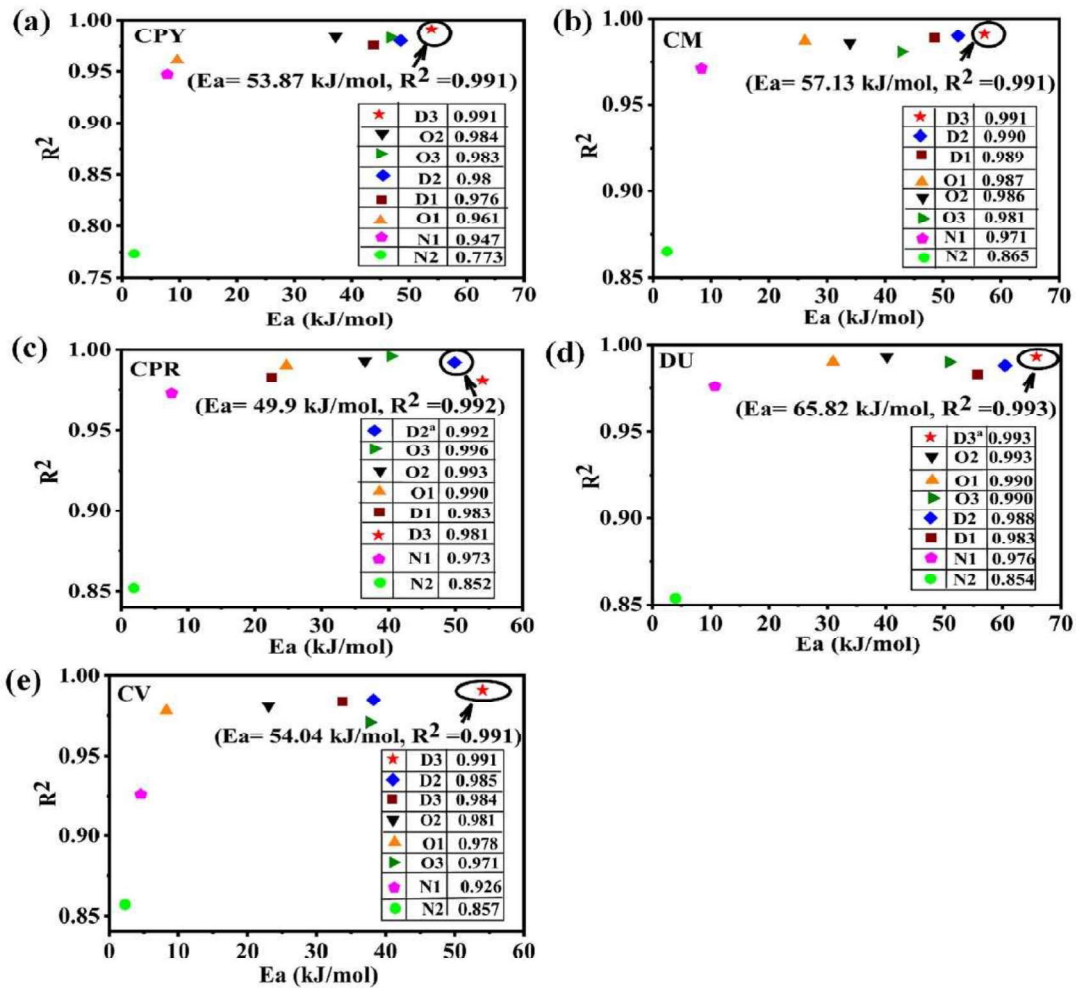 (a)
CPY
1.00
0.95
0.90
0.85
0.80
0.75
R2
(Ea= 53.87 kJ/mol, R2 =0.991)
D3 0.991
O2 0.984
O3 0.983
D2 0.98
D1 0.976
O1 0.961
N1 0.947
N2 0.773
0 10 20 30 40 50 60 70
Ea (kJ/mol)
(b)
CM
1.00
0.95
0.90
0.85
R2
(Ea= 57.13 kJ/mol, R2 =0.991)
D3 0.991
D2 0.990
D1 0.989
O1 0.987
O2 0.986
O3 0.981
N1 0.971
N2 0.865
0 10 20 30 40 50 60 70
Ea (kJ/mol)
(c)
CPR
1.00
0.95
0.90
0.85
R2
(Ea= 49.9 kJ/mol, R2 =0.992)
D2a 0.992
O3 0.996
O2 0.993
O1 0.990
D1 0.983
D3 0.981
N1 0.973
N2 0.852
0 10 20 30 40 50 60
Ea (kJ/mol)
(d)
DU
1.00
0.95
0.90
0.85
R2
(Ea= 65.82 kJ/mol, R2 =0.993)
D3a 0.993
O2 0.993
O1 0.990
O3 0.990
D2 0.988
D1 0.983
N1 0.976
N2 0.854
0 10 20 30 40 50 60 70
Ea (kJ/mol)
(e)
CV
1.00
0.95
0.90
0.85
R2
(Ea= 54.04 kJ/mol, R2 =0.991)
D3 0.991
D2 0.985
D3 0.984
O2 0.981
O1 0.978
O3 0.971
N1 0.926
N2 0.857
0 10 20 30 40 50 60
Ea (kJ/mol)